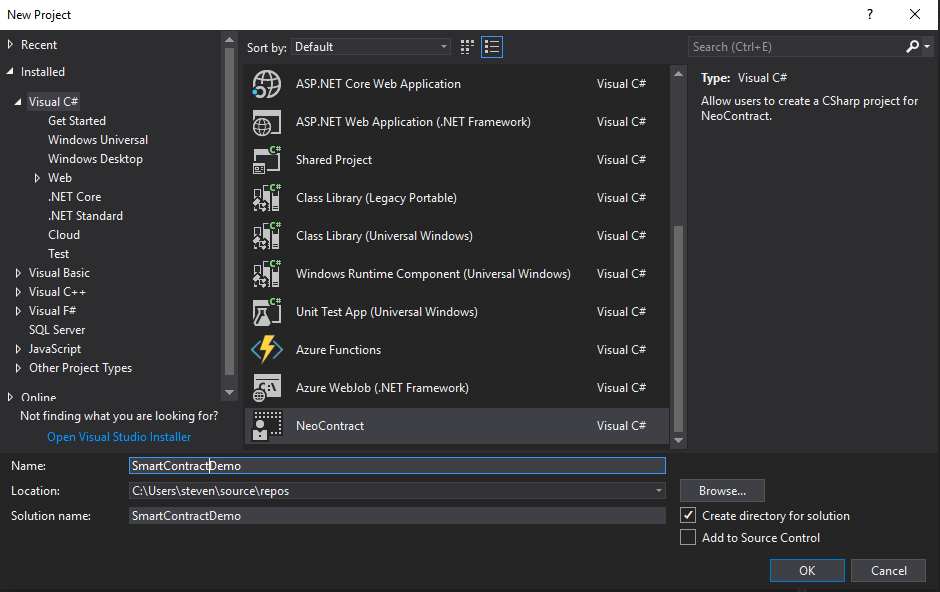 New Project
Recent
Installed
Visual C#
Get Started
Windows Universal
Windows Desktop
Web
.NET Core
.NET Standard
Cloud
Test
Visual Basic
Visual C++
Visual F#
SQL Server
JavaScript
Other Project Types
Online
Not finding what you are looking for?
Open Visual Studio Installer
Sort by: Default
ASP.NET Core Web Application Visual C#
ASP.NET Web Application (.NET Framework) Visual C#
Shared Project Visual C#
Class Library (Legacy Portable) Visual C#
Class Library (Universal Windows) Visual C#
Windows Runtime Component (Universal Windows) Visual C#
Unit Test App (Universal Windows) Visual C#
Azure Functions Visual C#
Azure WebJob (.NET Framework) Visual C#
NeoContract Visual C#
Search (Ctrl+E)
Type: Visual C#
Allow users to create a CSharp project for
NeoContract.
Name: SmartContractDemo
Location: C:\Users\steven\source\repos
Browse...
Solution name: SmartContractDemo
Create directory for solution
Add to Source Control
OK
Cancel